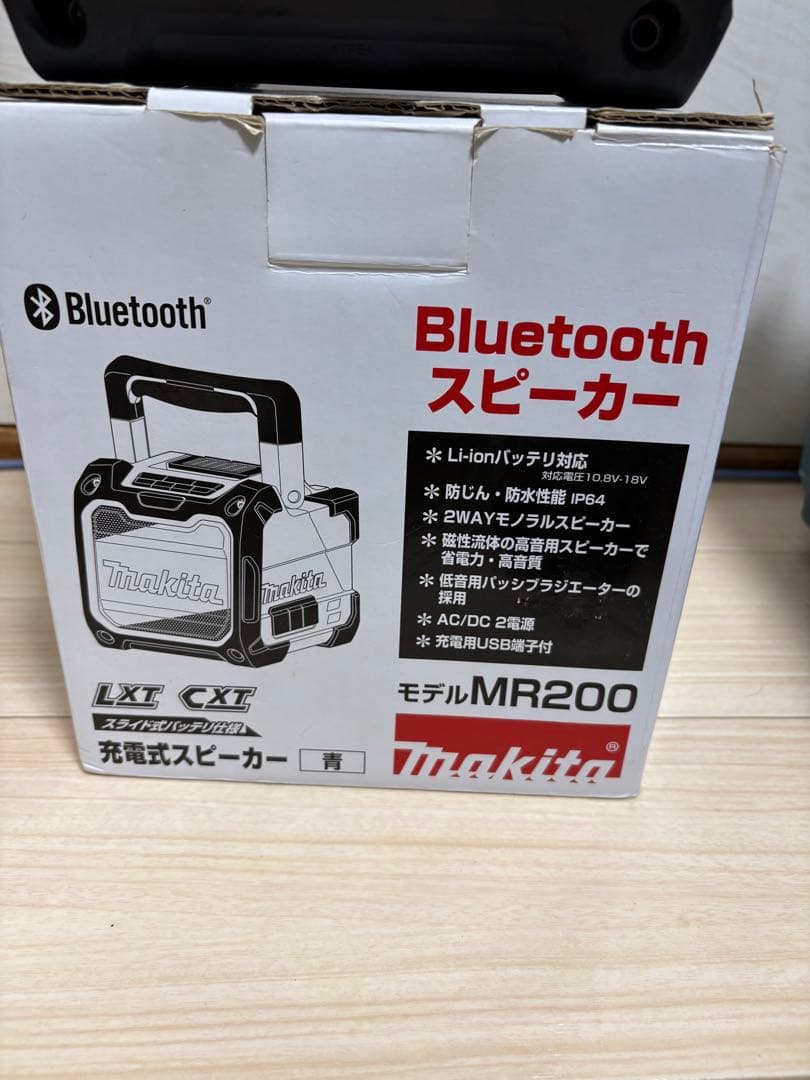 Bluetooth®
Bluetooth
スピーカー
＊ Li-ionバッテリ対応
対応電圧10.8V-18V
＊ 防じん・防水性能 IP64
＊ 2WAYモノラルスピーカー
＊ 磁性流体の高音用スピーカーで
省電力・高音質
＊ 低音用パッシブラジエーターの
採用
＊ AC/DC 2電源
＊ 充電用USB端子付
makita
makita
LXT CXT
スライド式バッテリ仕様
充電式スピーカー 青
モデルMR200
makita®